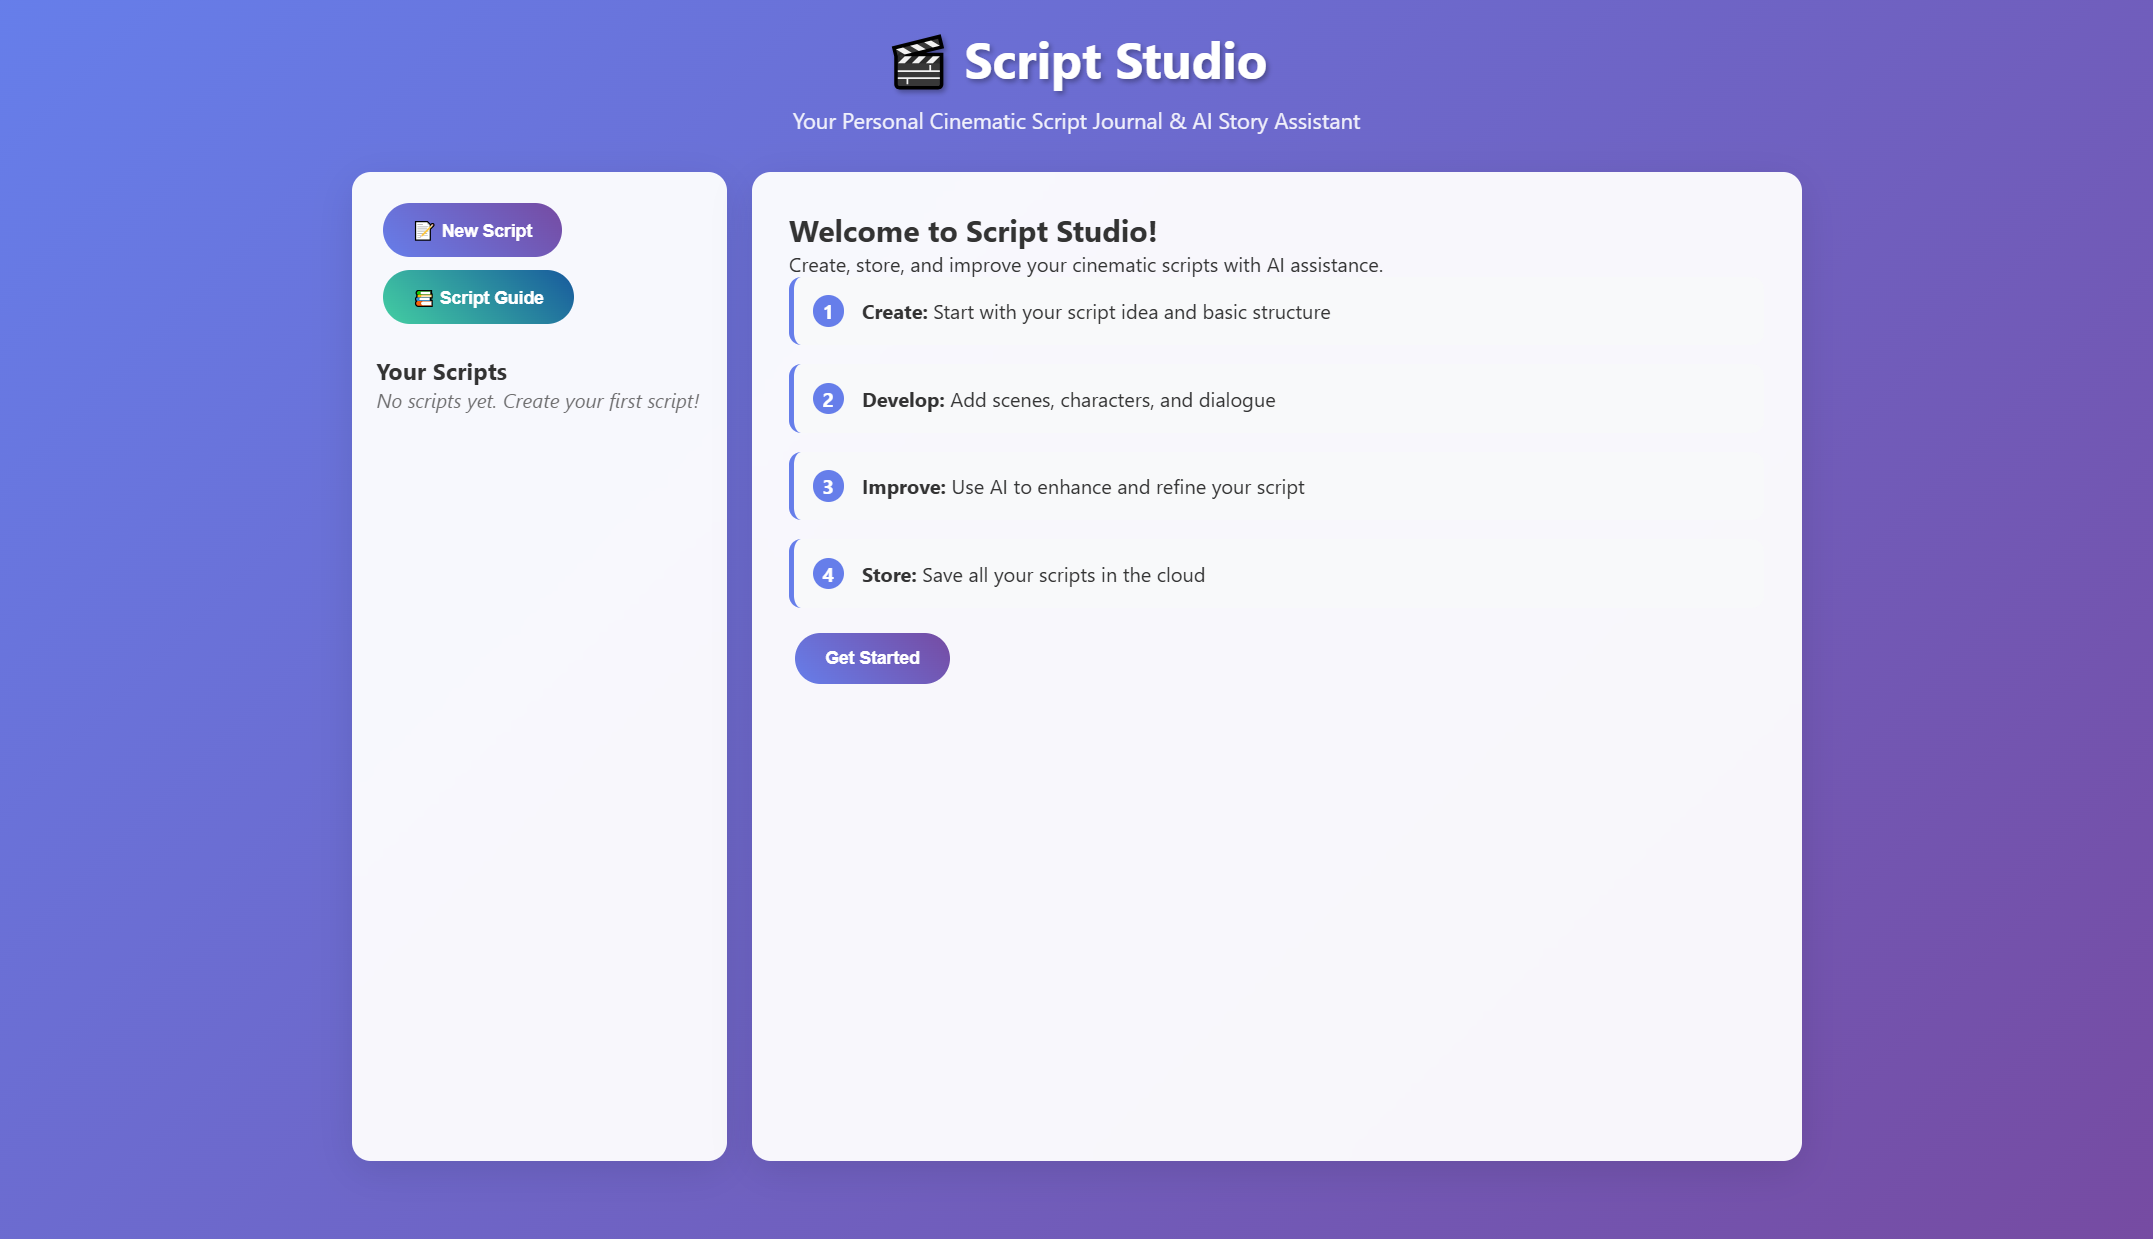 Script Studio
Your Personal Cinematic Script Journal & AI Story Assistant
New Script
Script Guide
Your Scripts
No scripts yet. Create your first script!
Welcome to Script Studio!
Create, store, and improve your cinematic scripts with AI assistance.
1 Create: Start with your script idea and basic structure
2 Develop: Add scenes, characters, and dialogue
3 Improve: Use AI to enhance and refine your script
4 Store: Save all your scripts in the cloud
Get Started